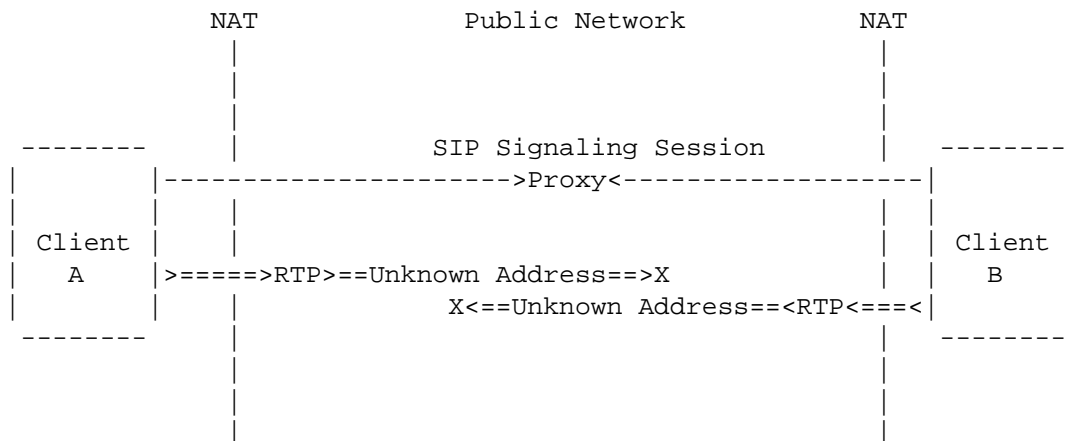 NAT Public Network NAT
SIP Signaling Session
|---------------------->Proxy<-------------------|
Client Client
A |>=====>RTP>==Unknown Address==>X B
X<==Unknown Address==<RTP<===<|